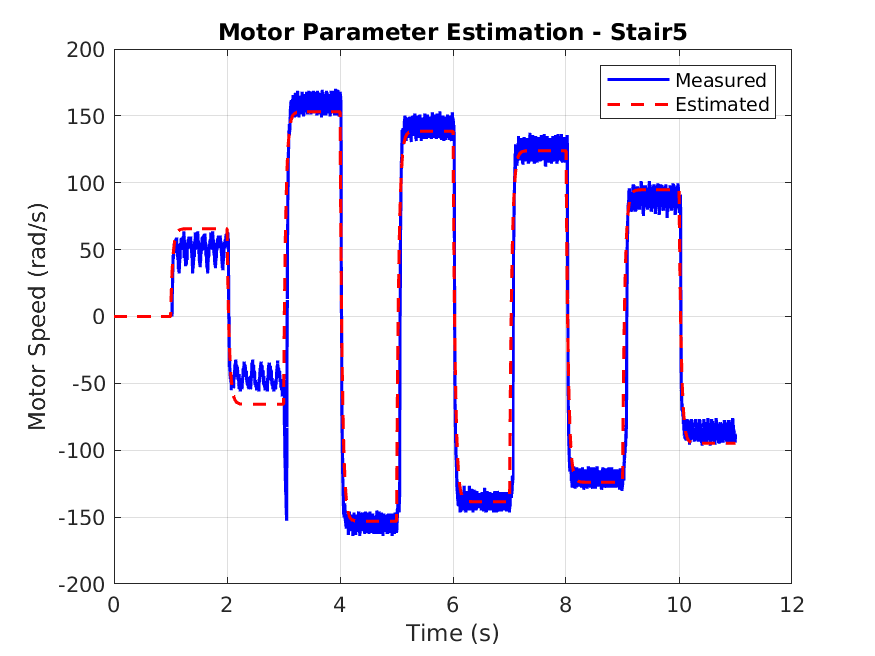 Motor Parameter Estimation - Stair5
Measured
Estimated
Motor Speed (rad/s)
200
150
100
50
0
-50
-100
-150
-200
0 2 4 6 8 10 12
Time (s)